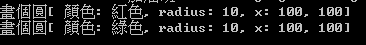 畫個圓[ 顏色: 紅色, radius: 10, x: 100, 100]
畫個圓[ 顏色: 綠色, radius: 10, x: 100, 100]